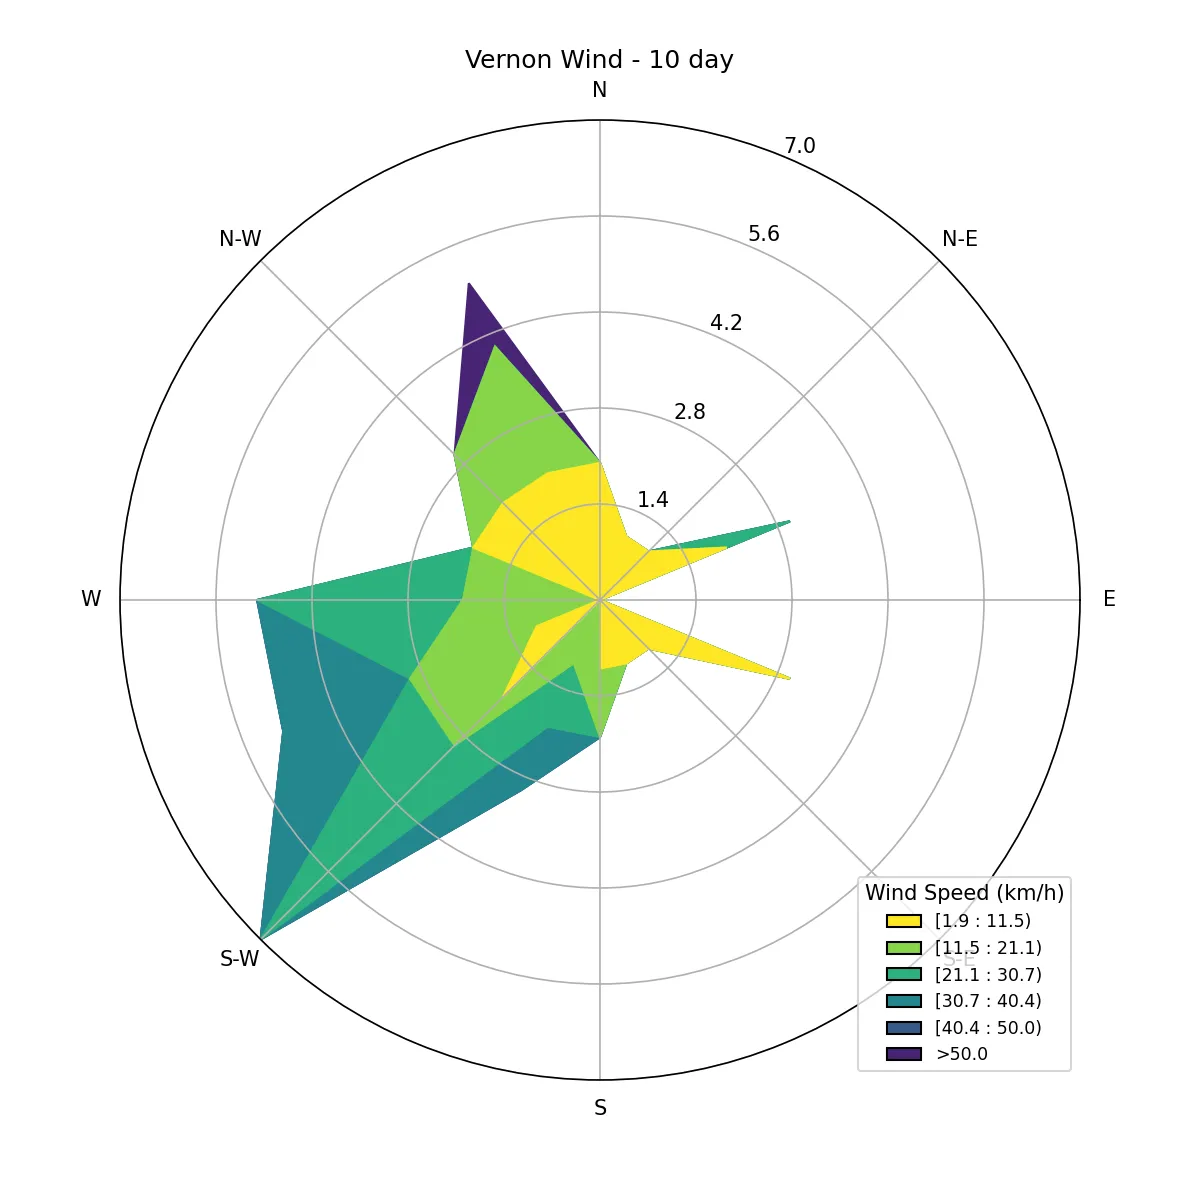 Vernon Wind - 10 day
N
7.0
N-W
5.6
N-E
4.2
2.8
1.4
W
E
S-W
S-E
Wind Speed (km/h)
[1.9 : 11.5)
[11.5 : 21.1)
[21.1 : 30.7)
[30.7 : 40.4)
[40.4 : 50.0)
>50.0
S